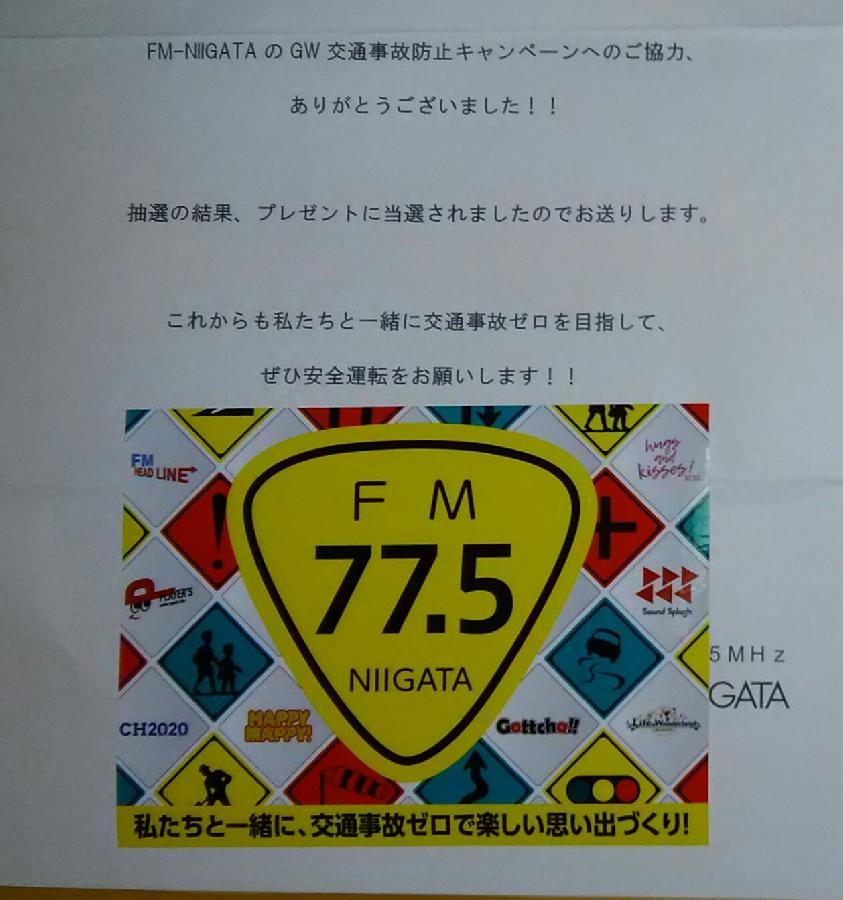 FM-NIIGATA の GW 交通事故防止キャンペーンへのご協力、
ありがとうございました！！
抽選の結果、プレゼントに当選されましたのでお送りします。
これからも私たちと一緒に交通事故ゼロを目指して、
ぜひ安全運転をお願いします！！
FM
HEAD LINE
hugs
and
kisses!
FM
77.5
NIIGATA
PLAYER'S
Sound Splash
5MHz
GATA
CH2020
HAPPY
MAPPY!
Gottcha!!
Life is Wonderland
私たちと一緒に、交通事故ゼロで楽しい思い出づくり!